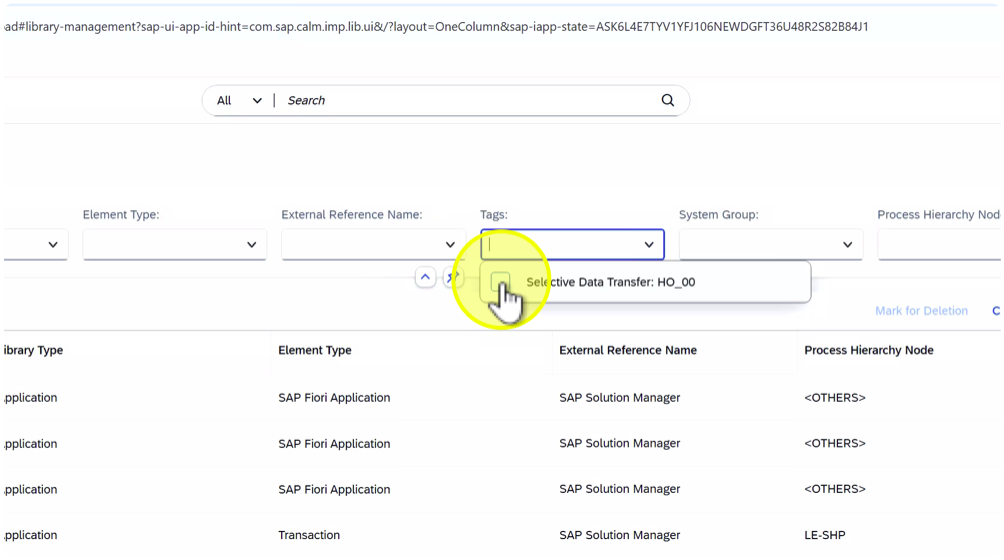 ad#library-management?sap-ui-app-id-hint=com.sap.calm.imp.lib.ui&/?layout=OneColumn&sap-iapp-state=ASK6L4E7TYV1YFJ106NEWDGFT36U48R2S82B84J1
All Search
Element Type: External Reference Name: Tags: System Group: Process Hierarchy Nod
Selective Data Transfer: HO_00
Mark for Deletion C
ibrary Type Element Type External Reference Name Process Hierarchy Node
pplication SAP Fiori Application SAP Solution Manager <OTHERS>
pplication SAP Fiori Application SAP Solution Manager <OTHERS>
pplication SAP Fiori Application SAP Solution Manager <OTHERS>
pplication Transaction SAP Solution Manager LE-SHP